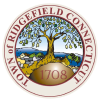 TOWN OF RIDGEFIELD CONNECTICUT
1708